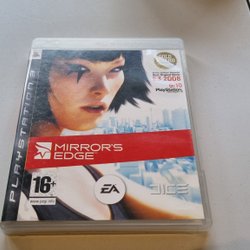 PLAYSTATION 3
2008
PlayStation
MIRROR'S
EDGE
16+
www.pegi.info
EA
DICE